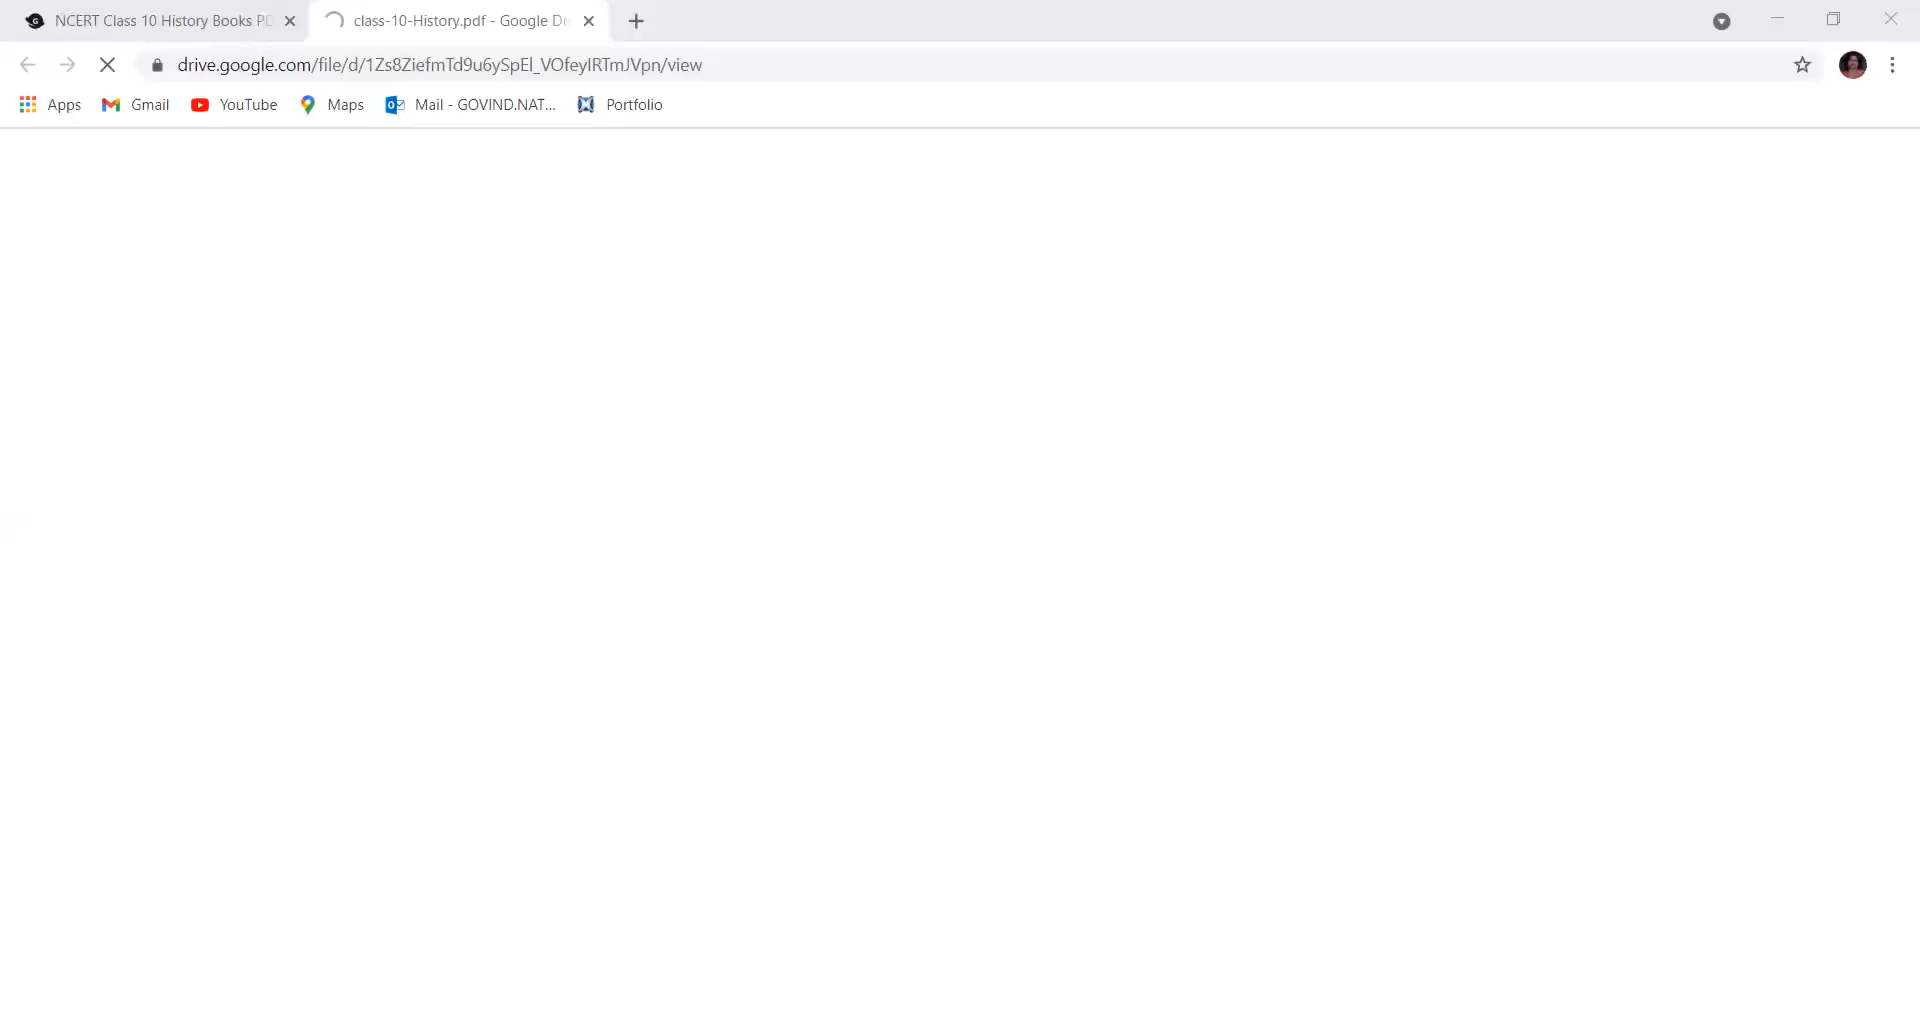 NCERT Class 10 History Books PD
class-10-History.pdf - Google Dr
drive.google.com/file/d/1Zs8ZiefmTd9u6ySpEl_VOfeyIRTmJVpn/view
Apps Gmail YouTube Maps Mail - GOVIND.NAT... Portfolio